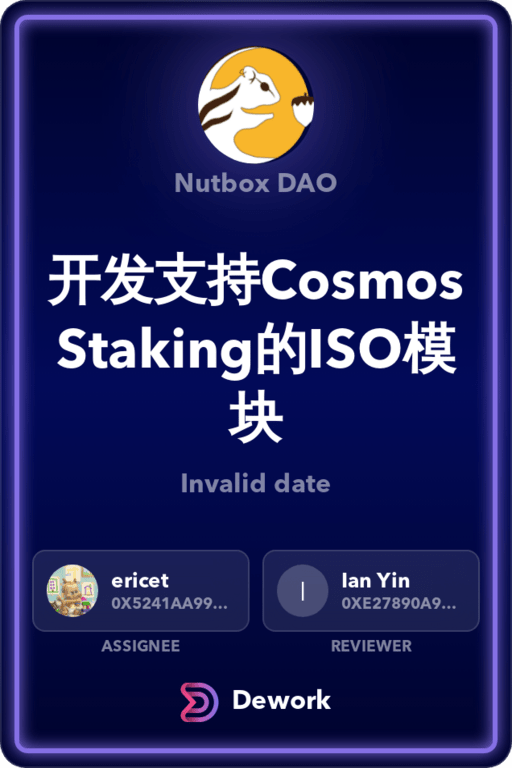 Nutbox DAO
开发支持Cosmos
Staking的ISO模
块
Invalid date
ericet
0X5241AA99...
ASSIGNEE
I
Ian Yin
0XE27890A9...
REVIEWER
Dework